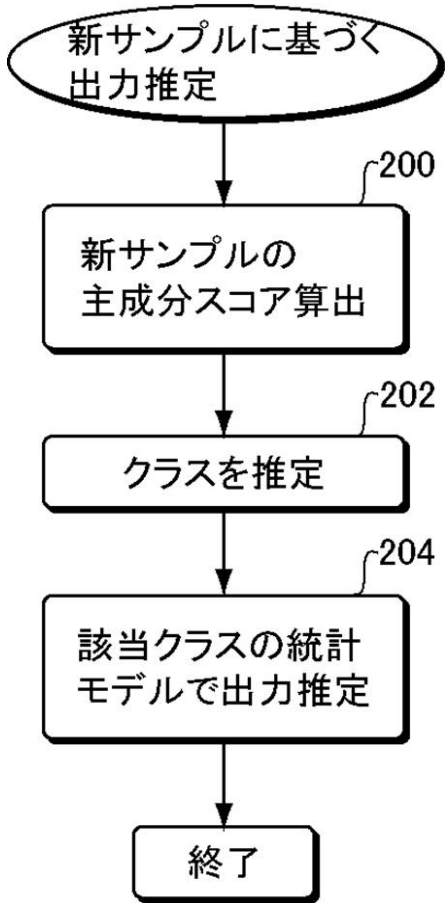 新サンプルに基づく
出力推定
200
新サンプルの
主成分スコア算出
202
クラスを推定
204
該当クラスの統計
モデルで出力推定
終了